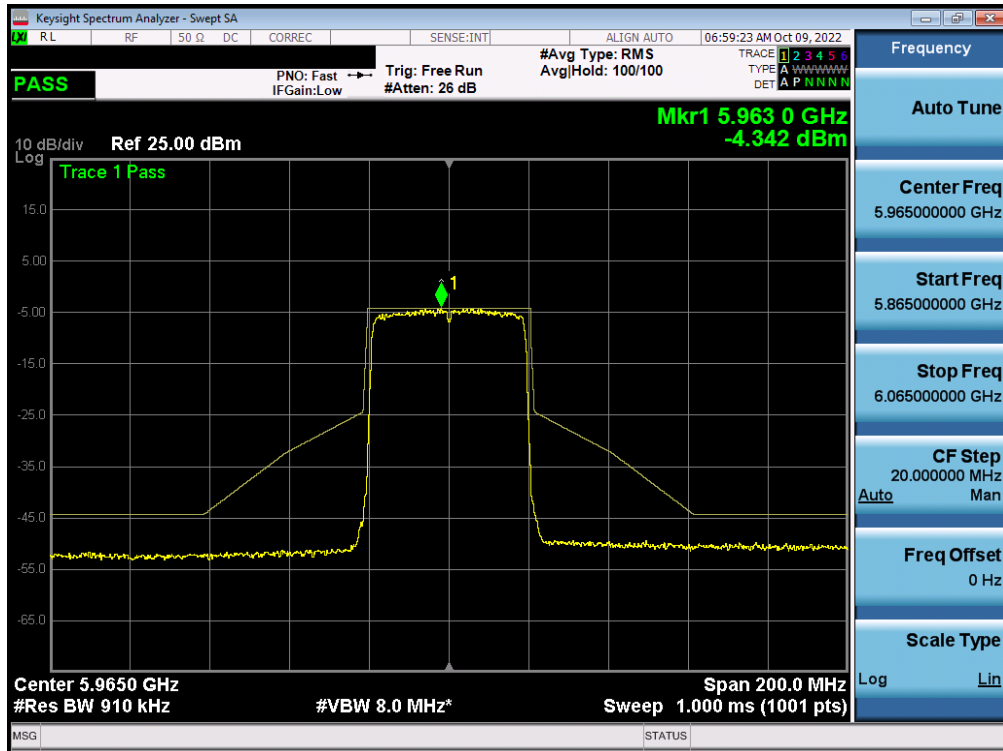 Keysight Spectrum Analyzer - Swept SA
LXI RL RF 50 Ω DC CORREC SENSE:INT ALIGN AUTO 06:59:23 AM Oct 09, 2022
PASS
PNO: Fast
IFGain:Low
Trig: Free Run
#Atten: 26 dB
#Avg Type: RMS
Avg|Hold: 100/100
TRACE 1 2 3 4 5 6
TYPE A WWWWW
DET A P N N N N
Mkr1 5.963 0 GHz
-4.342 dBm
10 dB/div Ref 25.00 dBm
Log
Trace 1 Pass
15.0
5.00
1
-5.00
-15.0
-25.0
-35.0
-45.0
-55.0
-65.0
Center 5.9650 GHz Span 200.0 MHz
#Res BW 910 kHz #VBW 8.0 MHz* Sweep 1.000 ms (1001 pts)
MSG STATUS
Frequency
Auto Tune
Center Freq
5.965000000 GHz
Start Freq
5.865000000 GHz
Stop Freq
6.065000000 GHz
CF Step
20.000000 MHz
Auto Man
Freq Offset
0 Hz
Scale Type
Log Lin